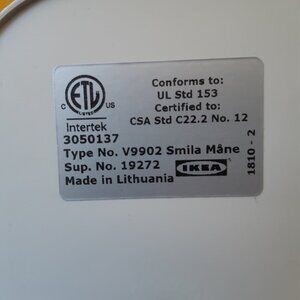 Conforms to:
UL Std 153
Certified to:
CSA Std C22.2 No. 12
ETL LISTED
C US
Intertek
3050137
Type No. V9902 Smila Måne
Sup. No. 19272
IKEA
Made in Lithuania
1810 - 2